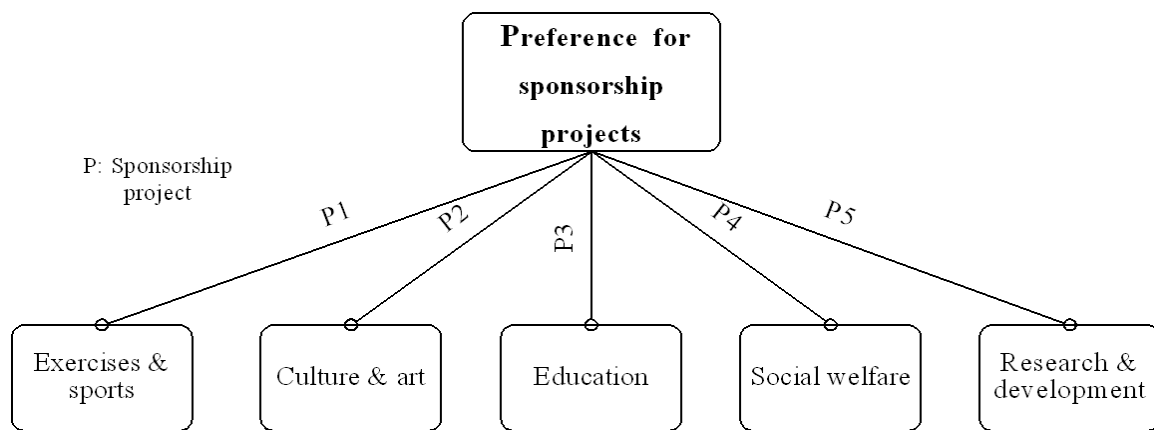 Preference for
sponsorship
projects
P: Sponsorship
project
P1
P2
P3
P4
P5
Exercises &
sports
Culture & art
Education
Social welfare
Research &
development